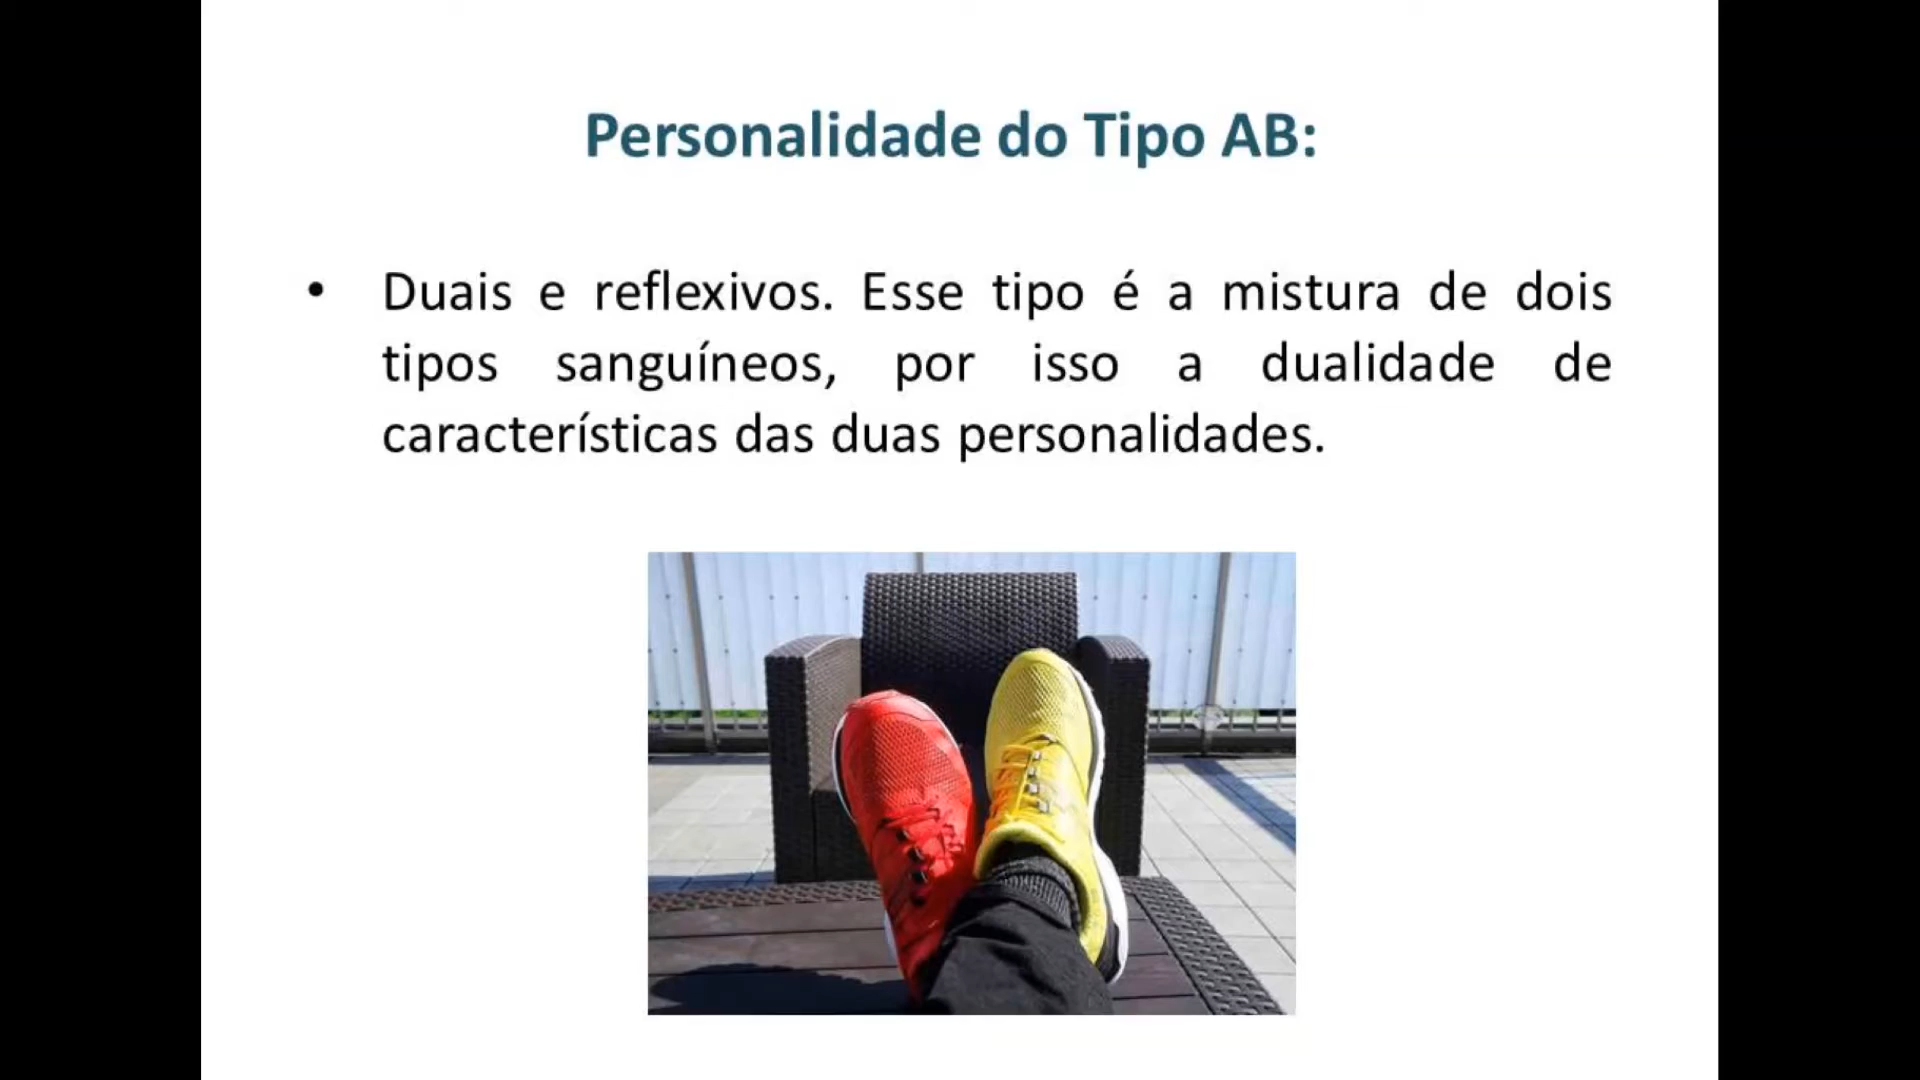 Personalidade do Tipo AB:
• Duais e reflexivos. Esse tipo é a mistura de dois
tipos sanguíneos, por isso a dualidade de
características das duas personalidades.